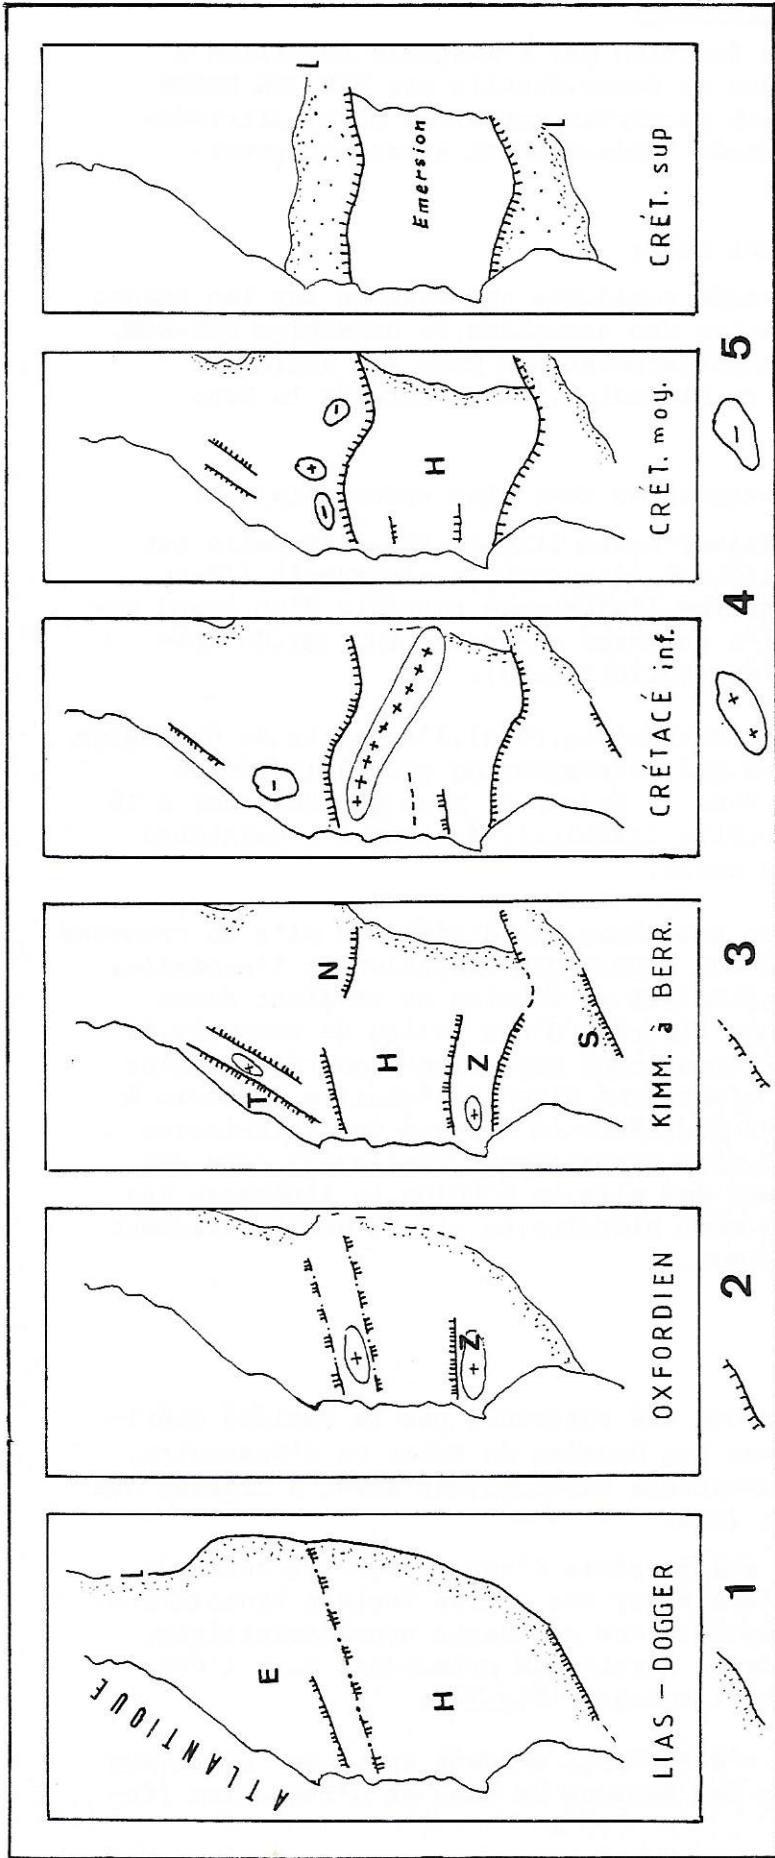 ATLANTIQUE
L
E
H
LIAS – DOGGER
+
+
Z
OXFORDIEN
T
+
N
H
Z
+
S
KIMM. à BERR.
-
+ + + + + + + + + +
CRÉTACÉ inf.
-
+
-
H
CRÉT. moy.
L
Emersion
L
CRÉT. sup
1
2
3
+ +
4
-
5